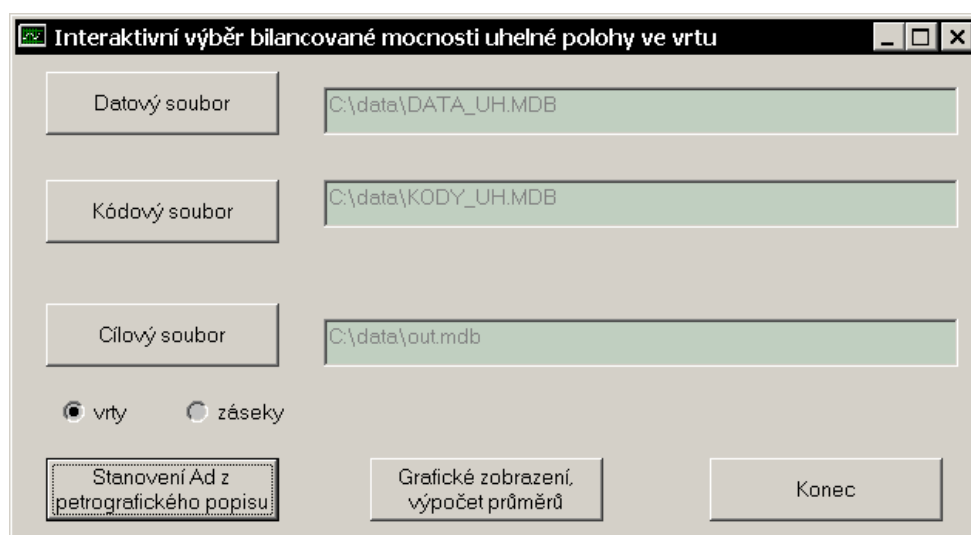 Interaktivní výběr bilancované mocnosti uhelné polohy ve vrtu
Datový soubor
C:\data\DATA_UH.MDB
Kódový soubor
C:\data\KODY_UH.MDB
Cílový soubor
C:\data\out.mdb
vrty
záseky
Stanovení Ad z
petrografického popisu
Grafické zobrazení,
výpočet průměrů
Konec